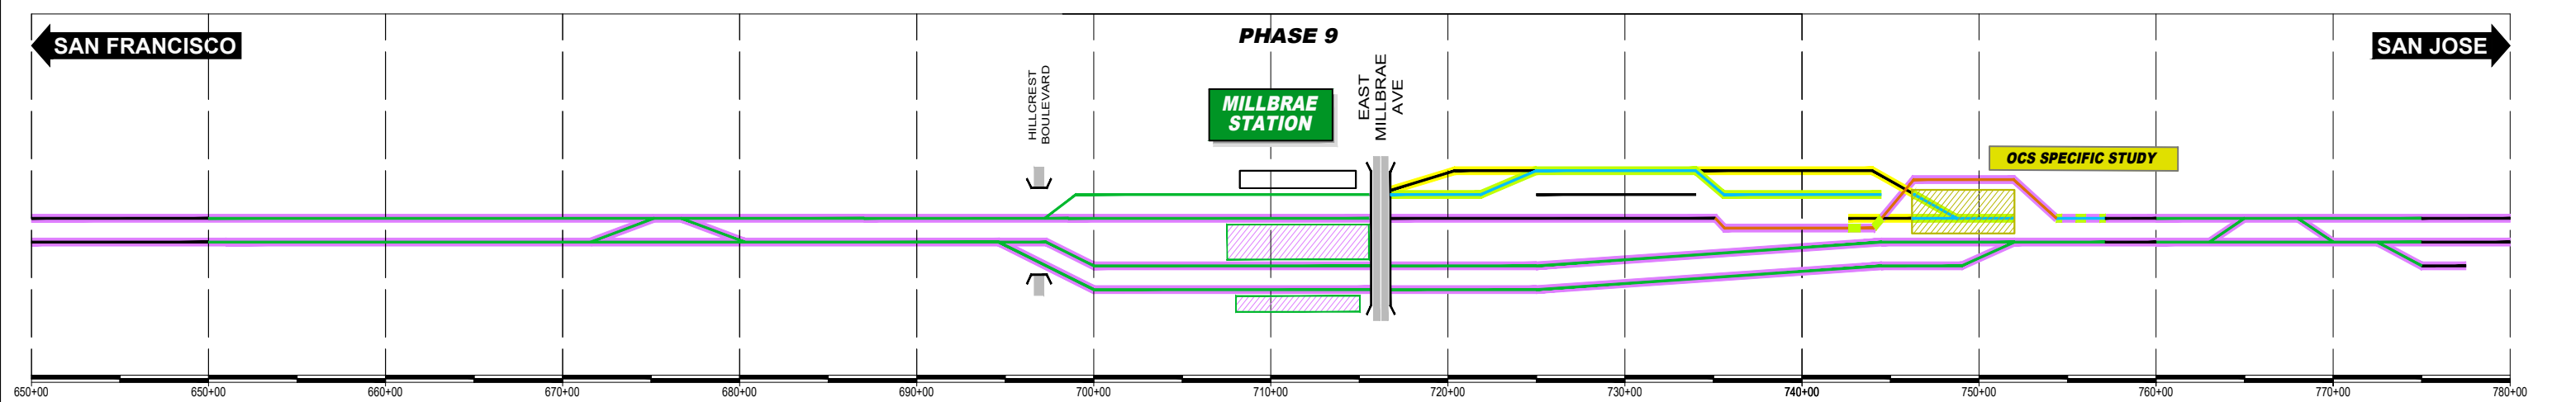 PHASE 9
SAN FRANCISCO
SAN JOSE
HILLCREST
BOULEVARD
MILLBRAE
STATION
EAST
MILLBRAE
AVE
OCS SPECIFIC STUDY
650+00
650+00
660+00
670+00
680+00
690+00
700+00
710+00
720+00
730+00
740+00
750+00
760+00
770+00
780+00